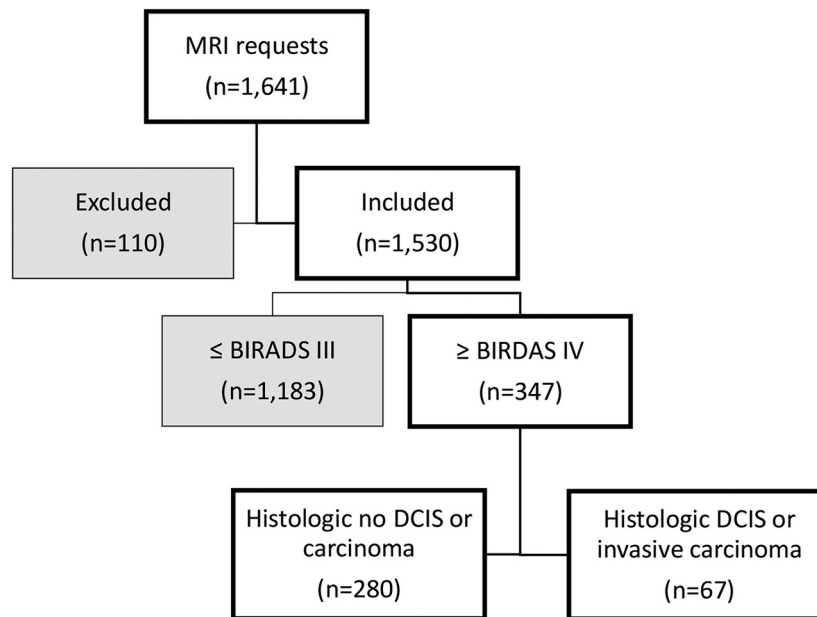 MRI requests
(n=1,641)
Excluded
(n=110)
Included
(n=1,530)
≤ BIRADS III
(n=1,183)
≥ BIRDAS IV
(n=347)
Histologic no DCIS or
carcinoma
(n=280)
Histologic DCIS or
invasive carcinoma
(n=67)